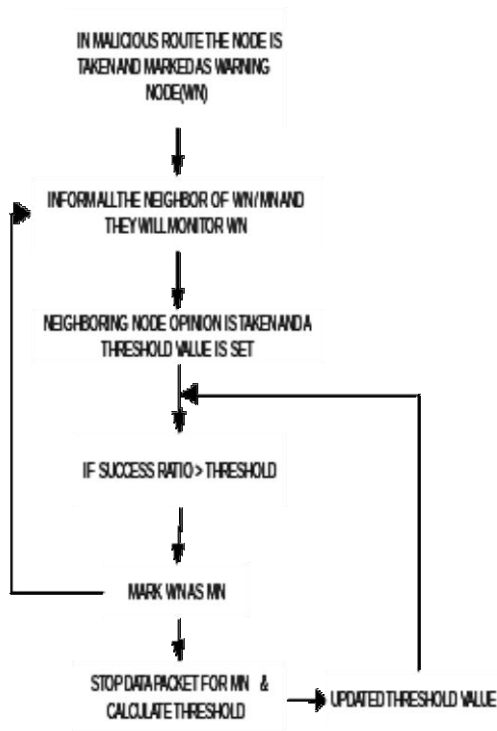 IN MALICIOUS ROUTE THE NODE IS
TAKEN AND MARKED AS WARNING
NODE(WN)
INFORM ALL THE NEIGHBOR OF WN/MN AND
THEY WILL MONITOR WN
NEIGHBORING NODE OPINION IS TAKEN AND A
THRESHOLD VALUE IS SET
IF SUCCESS RATIO > THRESHOLD
MARK WN AS MN
STOP DATA PACKET FOR MN &
CALCULATE THRESHOLD
UPDATED THRESHOLD VALUE